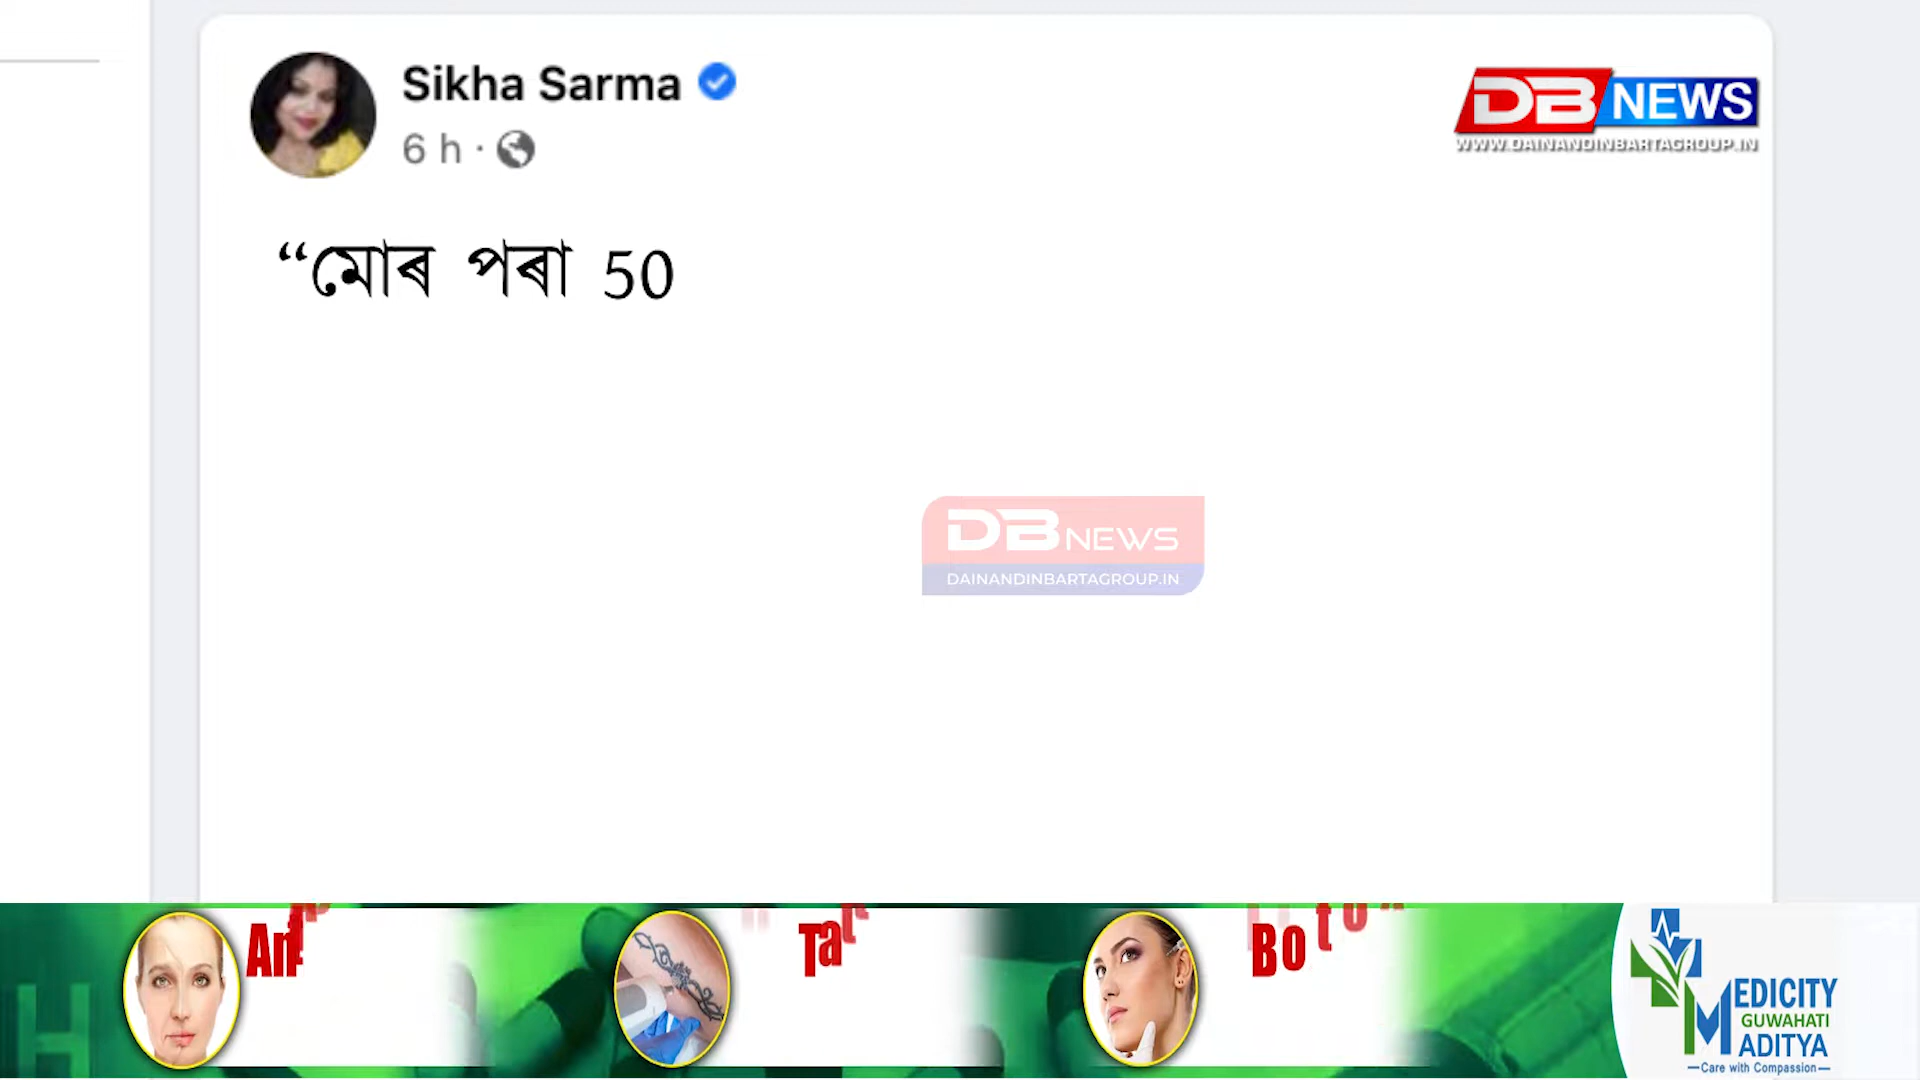 Sikha Sarma
6 h ·
DB NEWS
WWW.DAINANDINBARTAGROUP.IN
“মোৰ পৰা 50
DB NEWS
DAINANDINBARTAGROUP.IN
Bo
MEDICITY
GUWAHATI
ADITYA
Care with Compassion